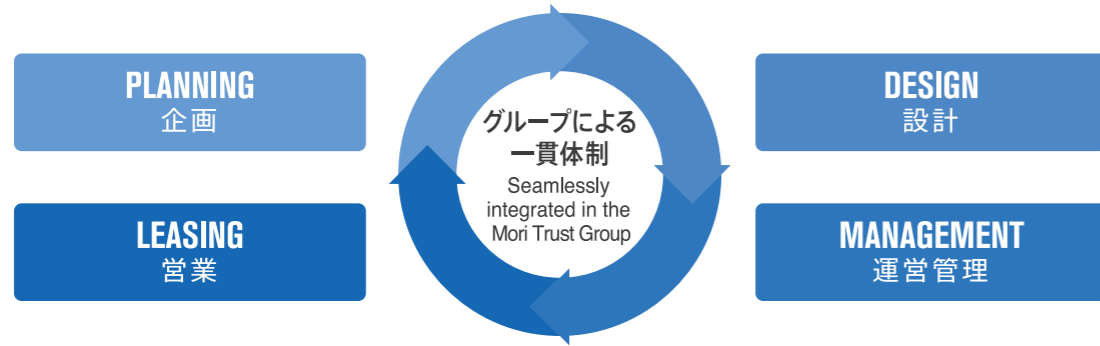 PLANNING
企画
LEASING
営業
グループによる
一貫体制
Seamlessly
integrated in the
Mori Trust Group
DESIGN
設計
MANAGEMENT
運営管理